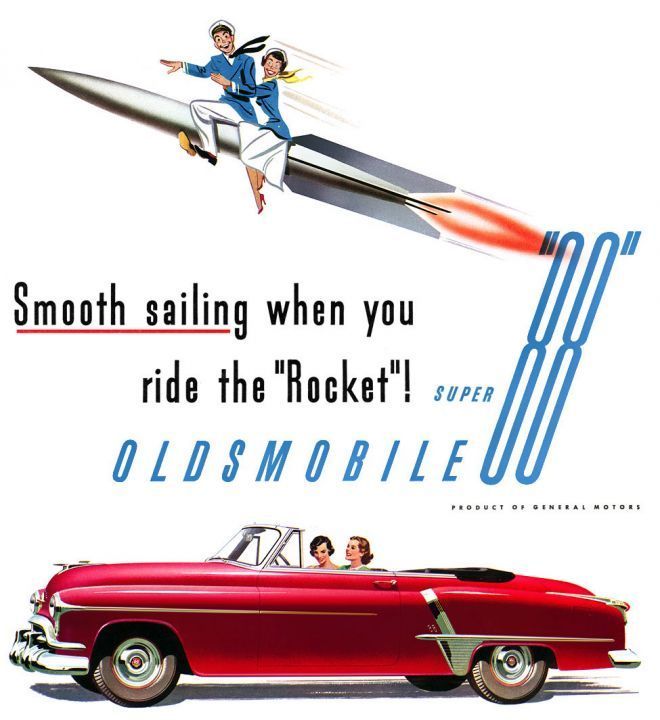 Smooth sailing when you
ride the "Rocket"!
SUPER "88"
OLDSMOBILE
PRODUCT OF GENERAL MOTORS